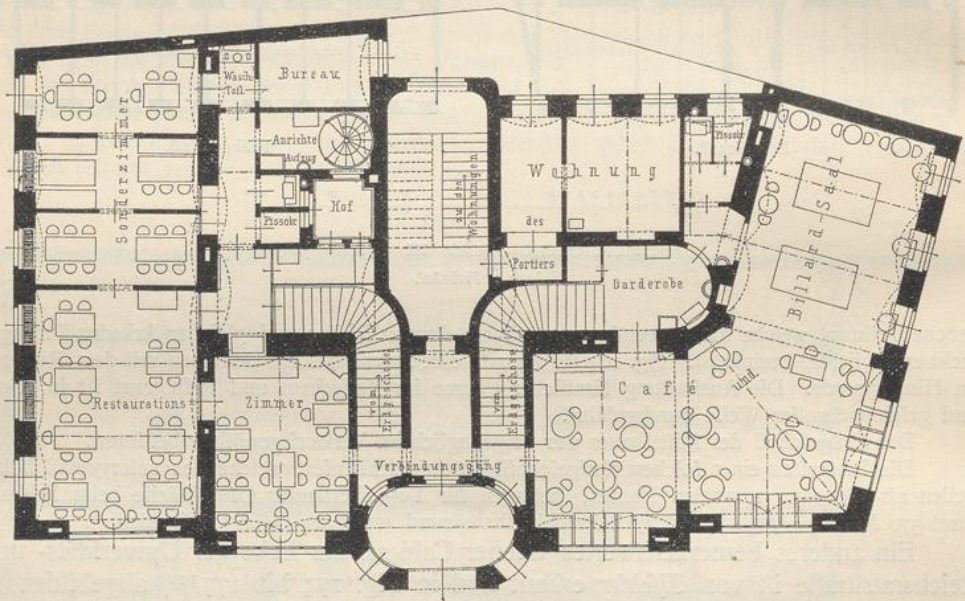 Wasch-
Toil.
Bureau
Anrichte
Aufzug
Pissoir
Hof
Sonderzimmer
zu den
Wohnungen
Wohnung
des
Portiers
Pissoir
Garderobe
Billard-Saal
und
Café
Restaurations
Zimmer
vom
Erdgeschoss
vom
Erdgeschoss
Verbindungsgang